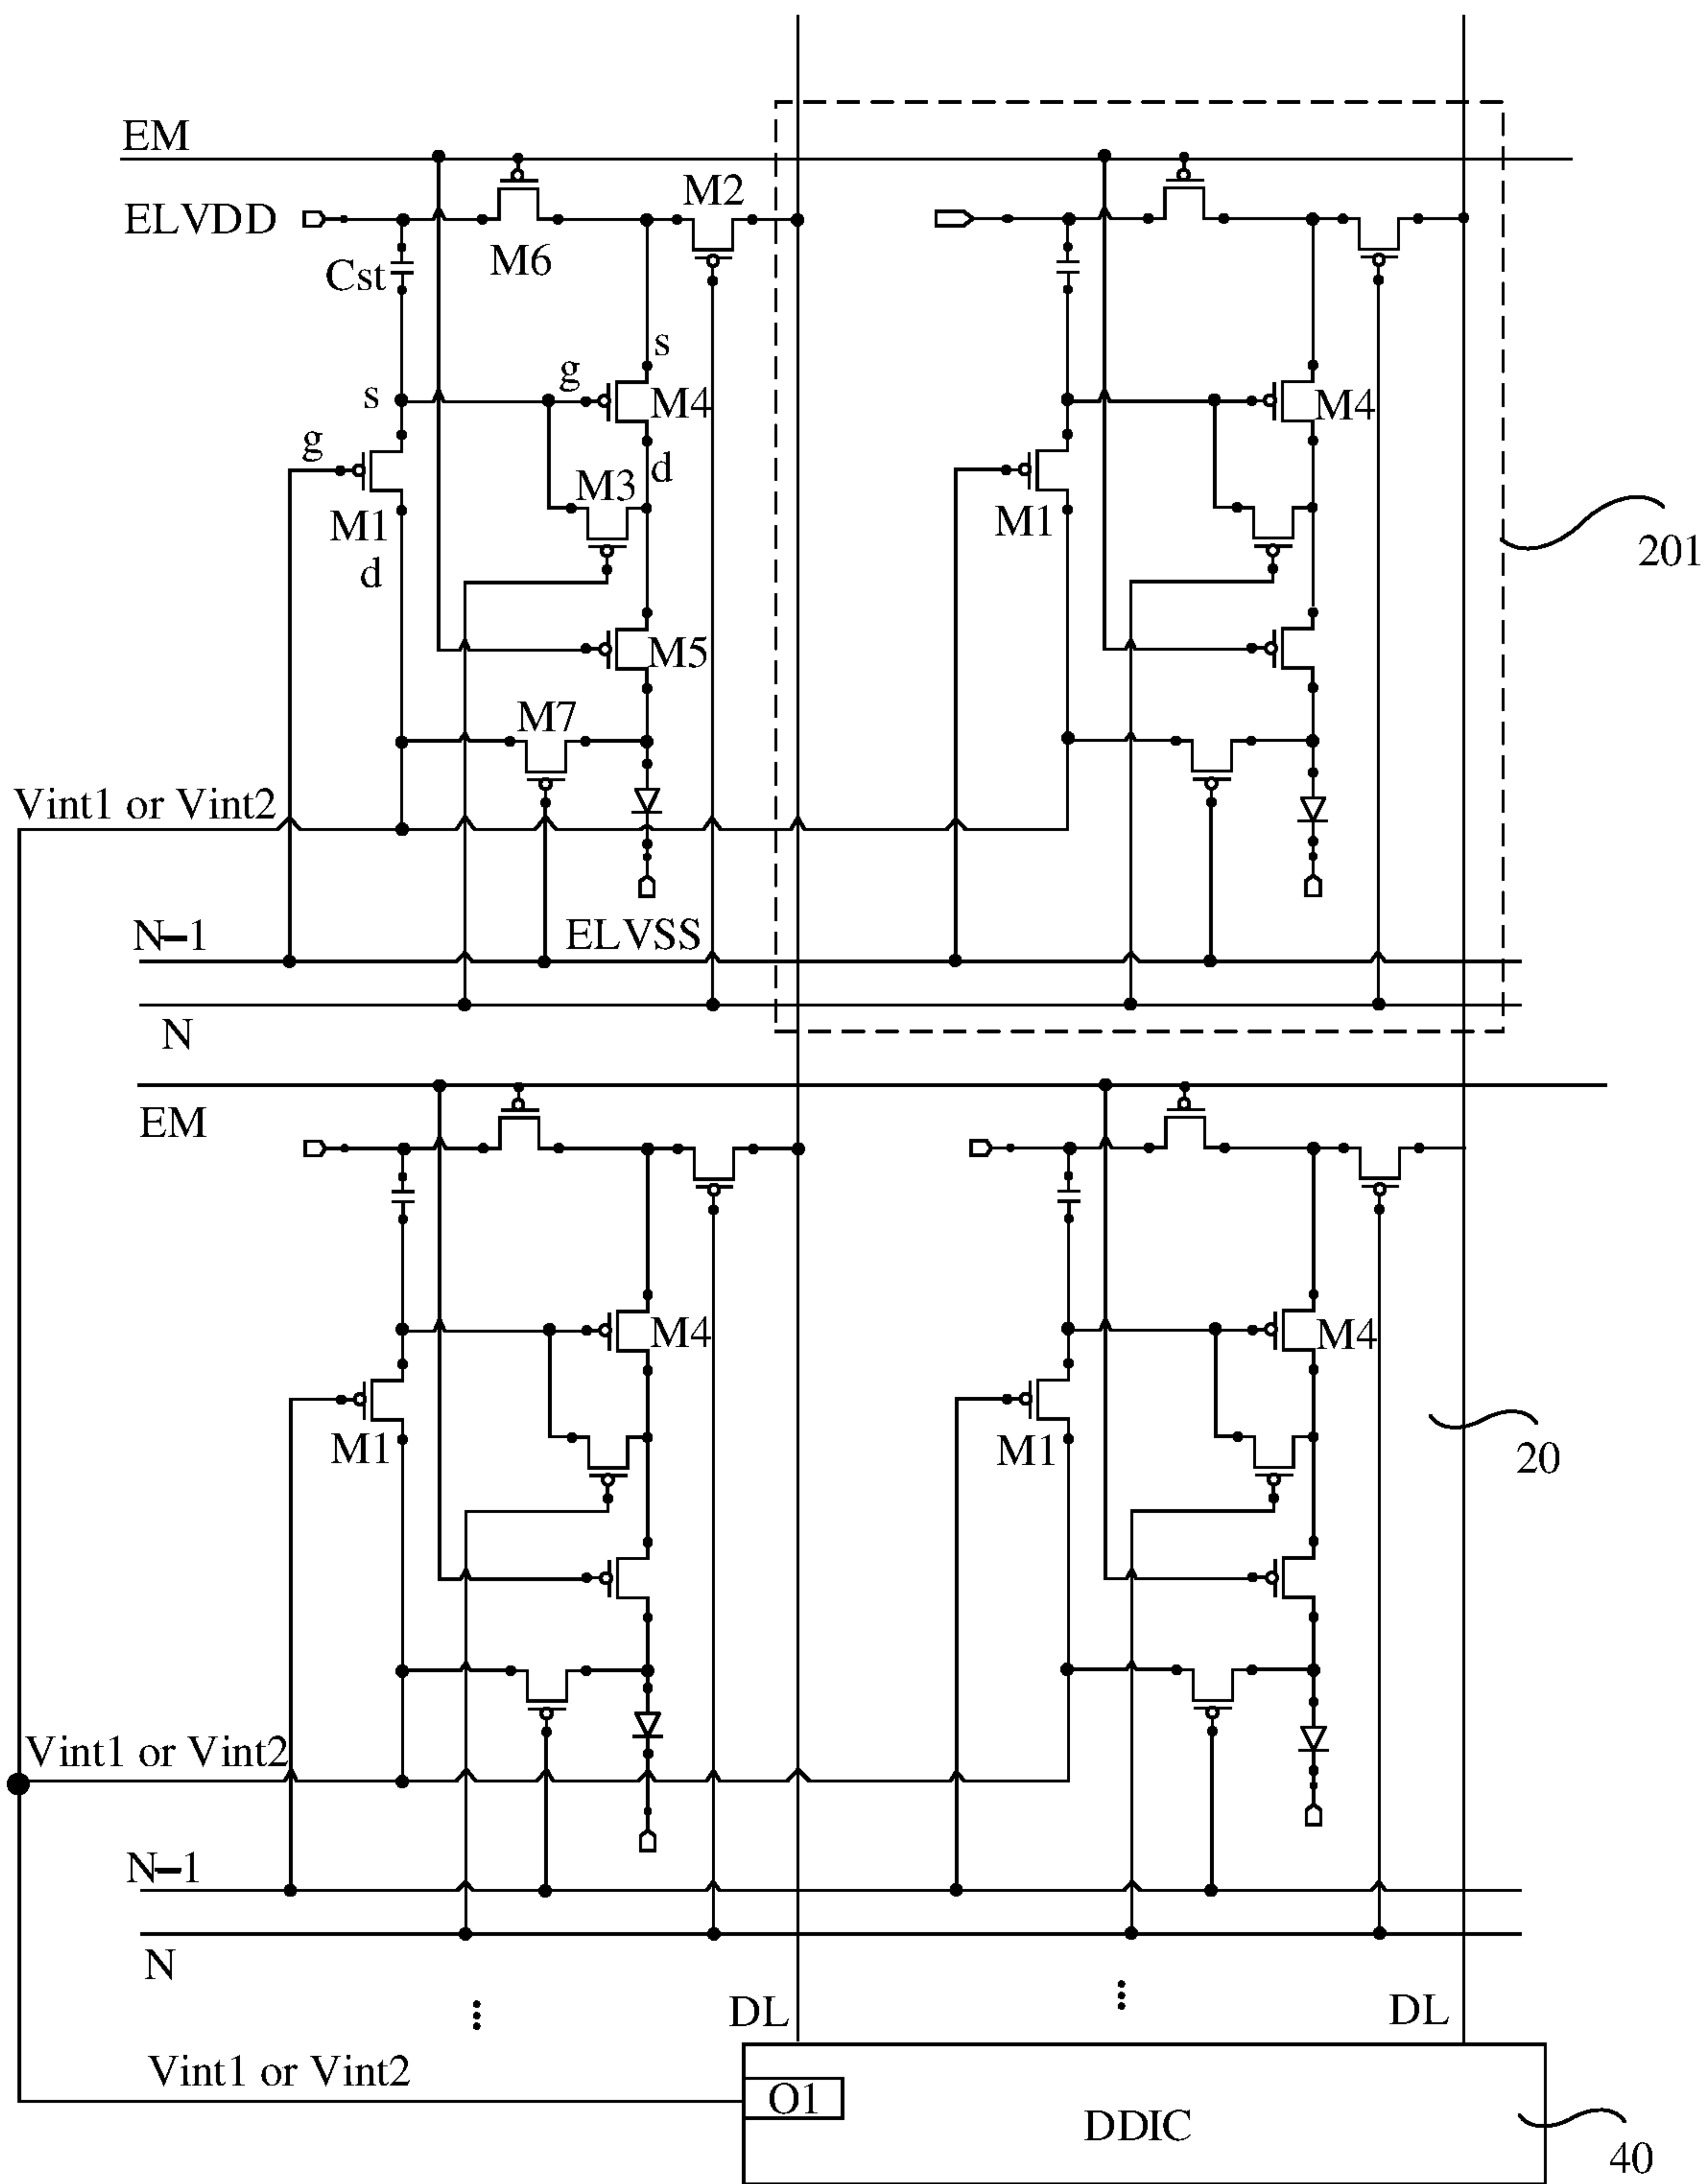 EM
ELVDD
M2
M6
Cst
s
g
s
M4
M4
g
d
M3
M1
M1
201
d
M5
M7
Vint1 or Vint2
N-1
ELVSS
N
EM
M4
M4
M1
M1
20
Vint1 or Vint2
N-1
N
DL
DL
Vint1 or Vint2
O1
DDIC
40